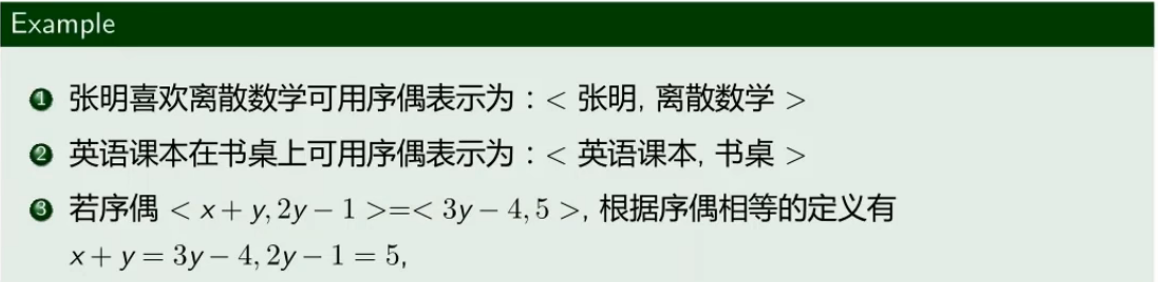 Example
❶ 张明喜欢离散数学可用序偶表示为：< 张明, 离散数学 >
❷ 英语课本在书桌上可用序偶表示为：< 英语课本, 书桌 >
❸ 若序偶 < x + y, 2y − 1 >=< 3y − 4, 5 >, 根据序偶相等的定义有
x + y = 3y − 4, 2y − 1 = 5,